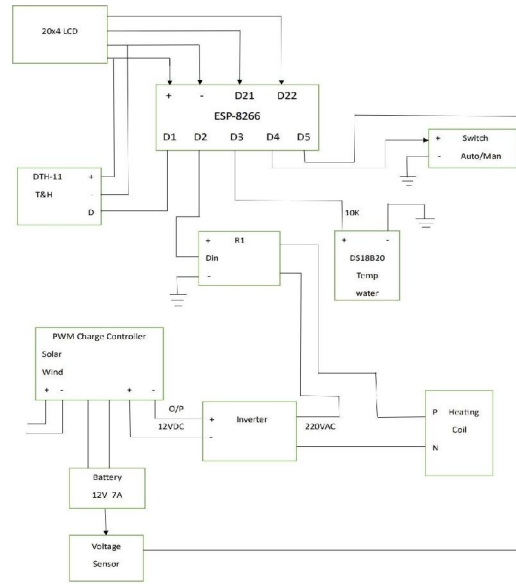 20x4 LCD
+ - D21 D22
ESP-8266
D1 D2 D3 D4 D5
+ Switch
- Auto/Man
DTH-11 +
T&H -
D
10K
+ R1
Din
-
+ -
DS18B20
Temp
water
PWM Charge Controller
Solar
Wind
+ - + -
O/P
12VDC
+ Inverter
-
220VAC
P Heating
Coil
N
Battery
12V 7A
Voltage
Sensor